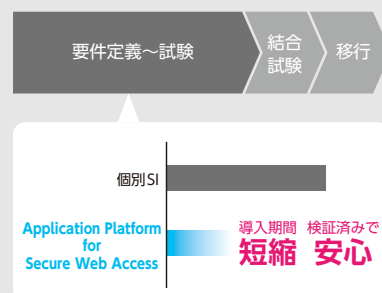 要件定義～試験
結合
試験
移行
個別SI
Application Platform
for
Secure Web Access
導入期間 検証済みで
短縮 安心